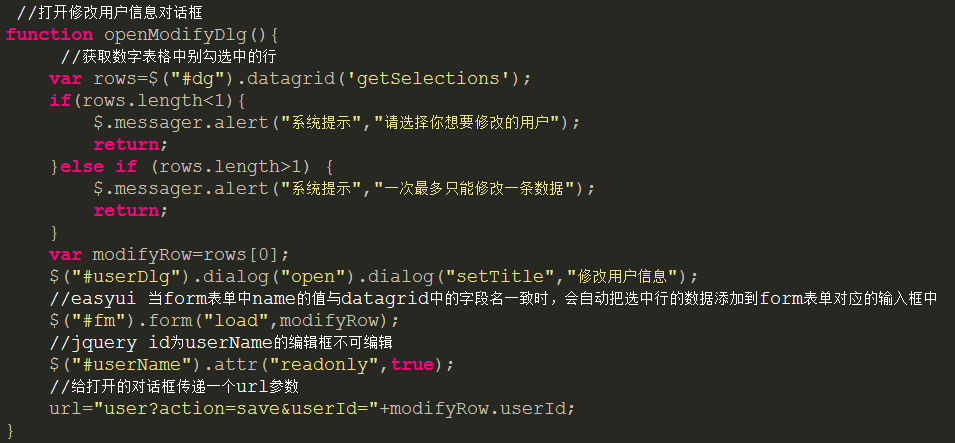 //打开修改用户信息对话框
function openModifyDlg(){
//获取数字表格中别勾选中的行
var rows=$("#dg").datagrid('getSelections');
if(rows.length<1){
$.messager.alert("系统提示","请选择你想要修改的用户");
return;
}else if (rows.length>1) {
$.messager.alert("系统提示","一次最多只能修改一条数据");
return;
}
var modifyRow=rows[0];
$("#userDlg").dialog("open").dialog("setTitle","修改用户信息");
//easyui 当form表单中name的值与datagrid中的字段名一致时，会自动把选中行的数据添加到form表单对应的输入框中
$("#fm").form("load",modifyRow);
//jquery id为userName的编辑框不可编辑
$("#userName").attr("readonly",true);
//给打开的对话框传递一个url参数
url="user?action=save&userId="+modifyRow.userId;
}